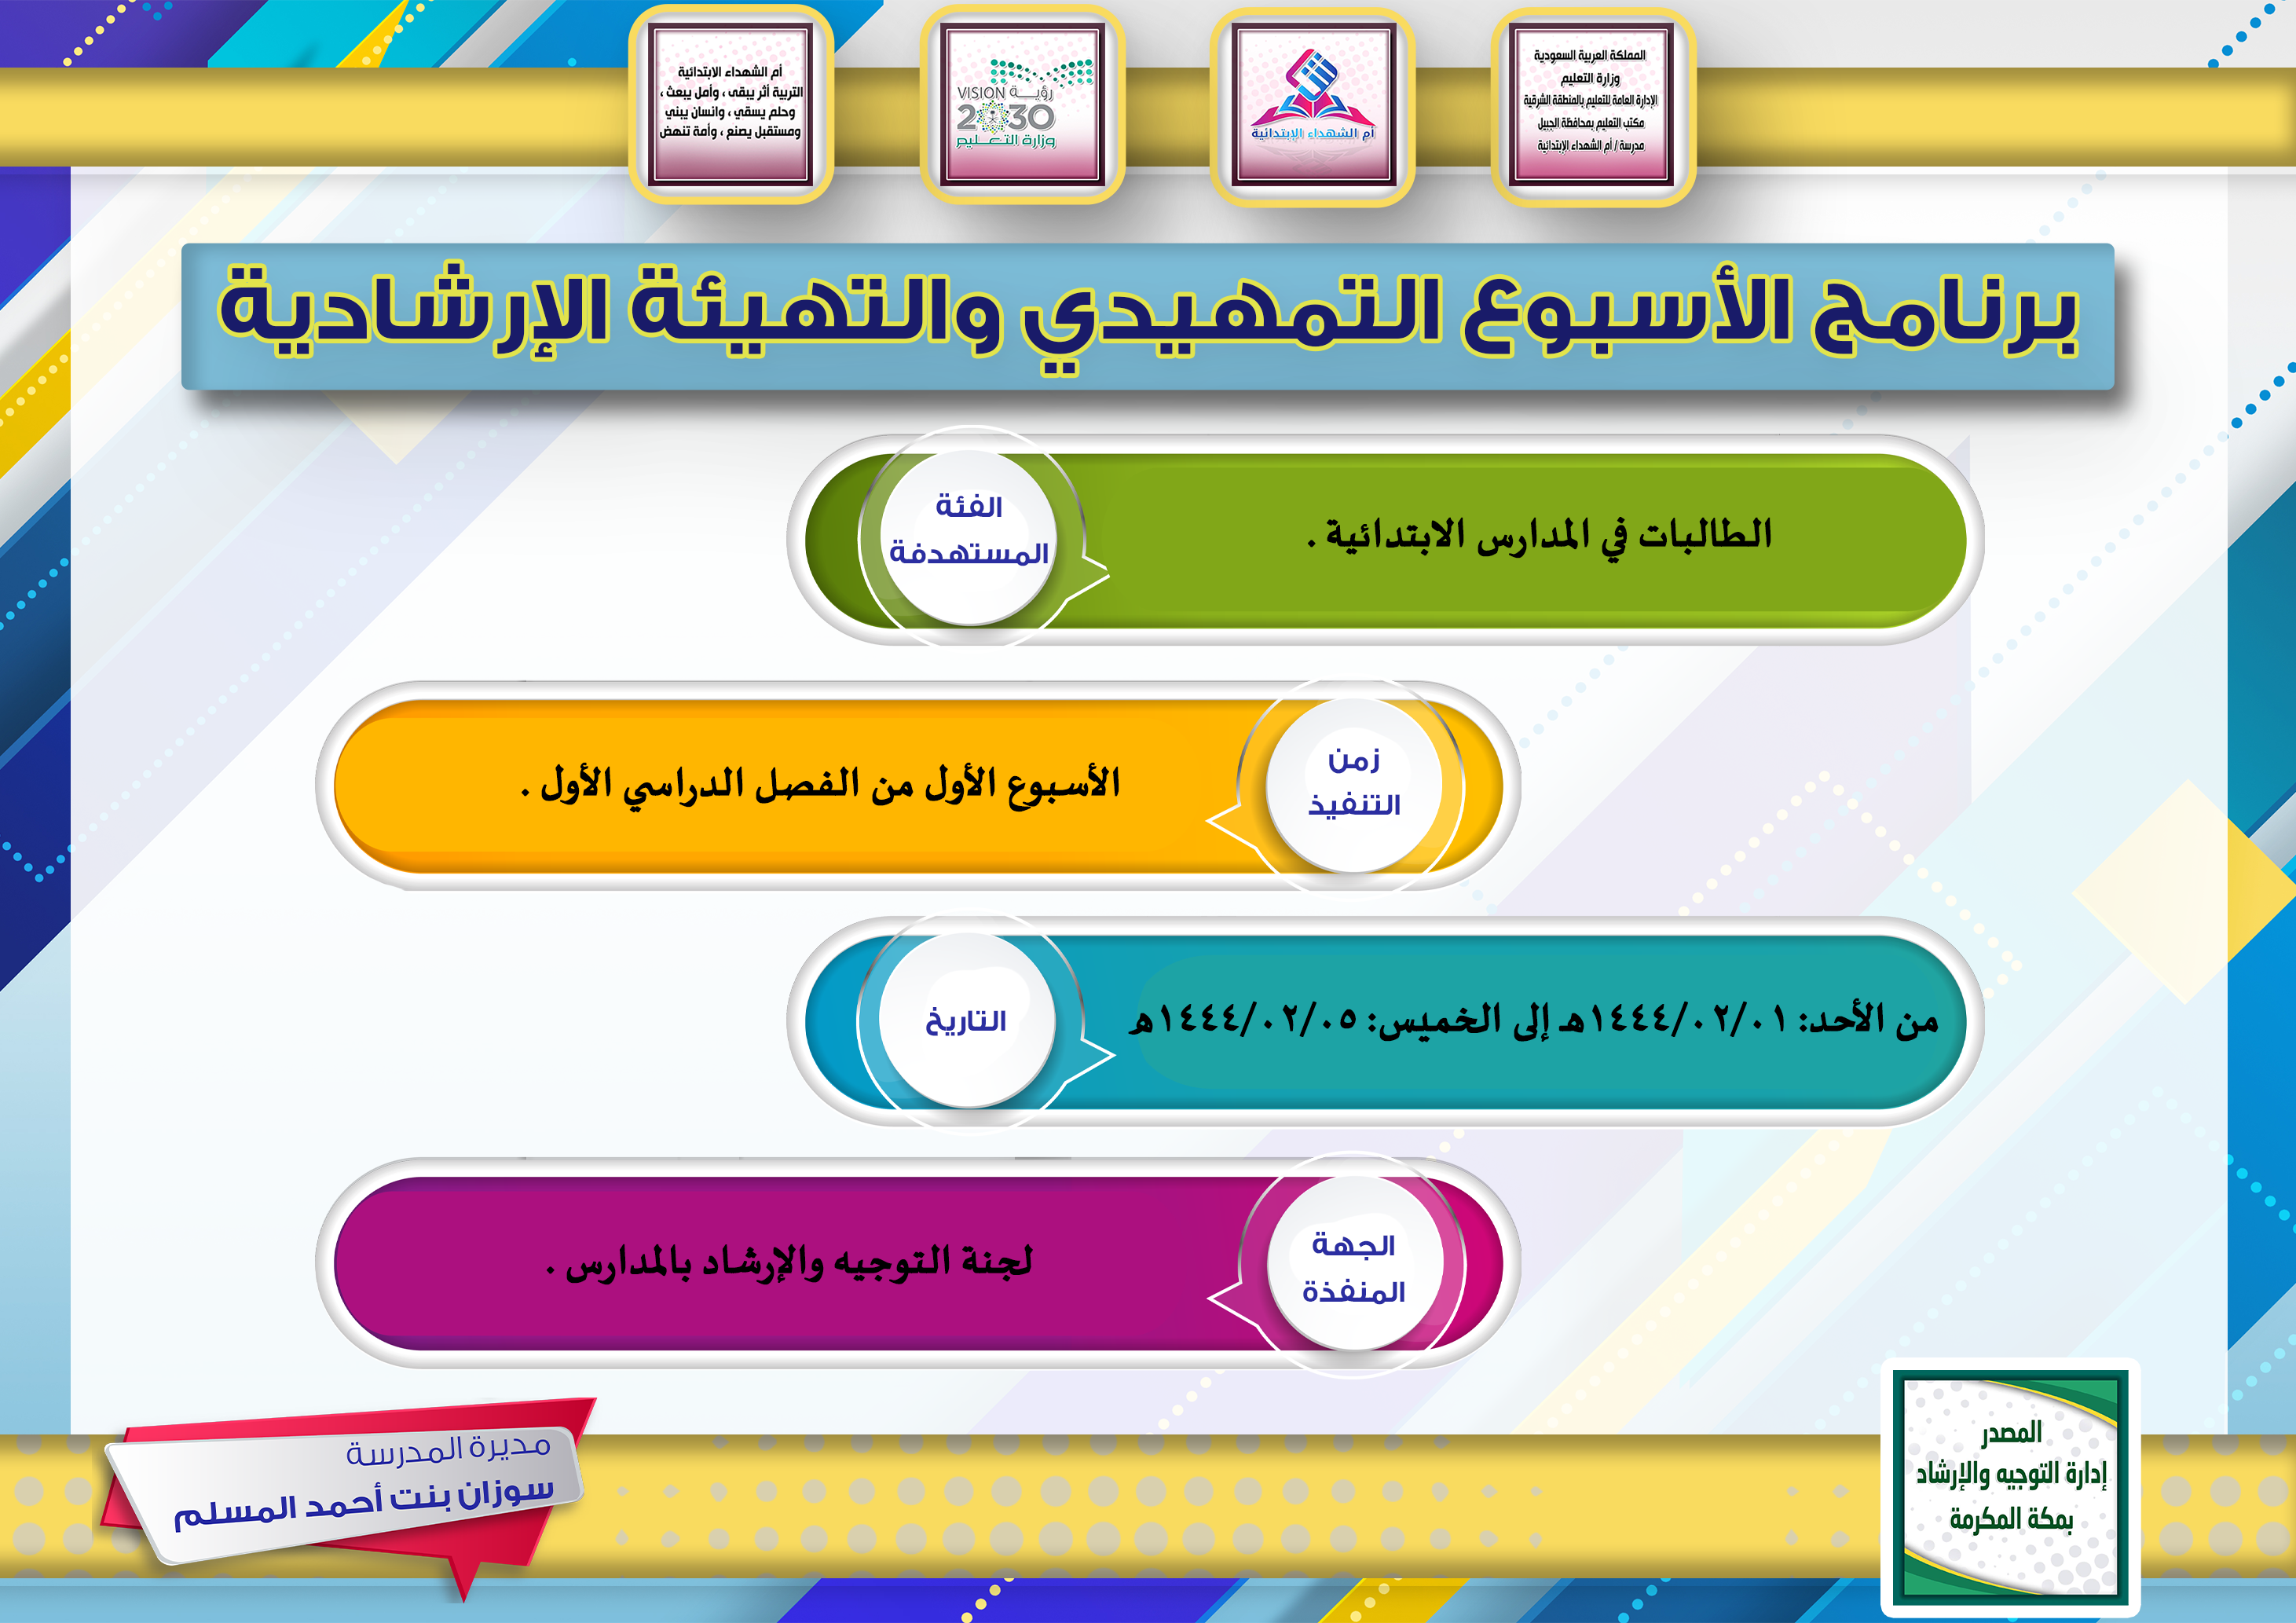 المملكة العربية السعودية
وزارة التعليم
الإدارة العامة للتعليم بالمنطقة الشرقية
مكتب التعليم بمحافظة الجبيل
مدرسة / أم الشهداء الإبتدائية
أم الشهداء الإبتدائية
رؤيــة VISION
2030
وزارة التعـــليم
أم الشهداء الابتدائية
التربية أثر يبقى ، وأمل يبعث ،
وحلم يسقي ، وانسان يبني
ومستقبل يصنع ، وأمة تنهض
برنامج الأسبوع التمهيدي والتهيئة الإرشادية
الفئة
المستهدفة
الطالبات في المدارس الابتدائية .
زمن
التنفيذ
الأسبوع الأول من الفصل الدراسي الأول .
التاريخ
من الأحد: ١٤٤٤/٠٢/٠١هـ إلى الخميس: ١٤٤٤/٠٢/٠٥هـ
الجهة
المنفذة
لجنة التوجيه والإرشاد بالمدارس .
المصدر
إدارة التوجيه والإرشاد
بمكة المكرمة
مديرة المدرسة
سوزان بنت أحمد المسلم